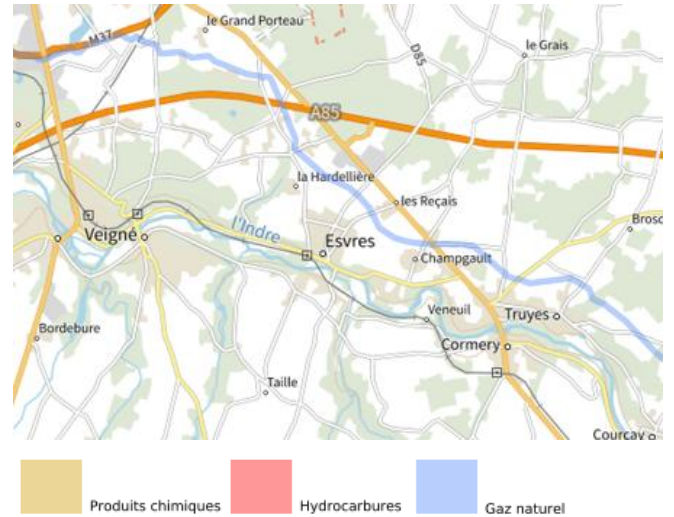 le Grand Porteau
M37
D85
le Grais
A85
la Hardellière
les Reçais
l'Indre
Brosc
Veigné
Esvres
Champgault
Bordebure
Veneuil
Truyes
Cormery
Taille
Courçay
Produits chimiques
Hydrocarbures
Gaz naturel